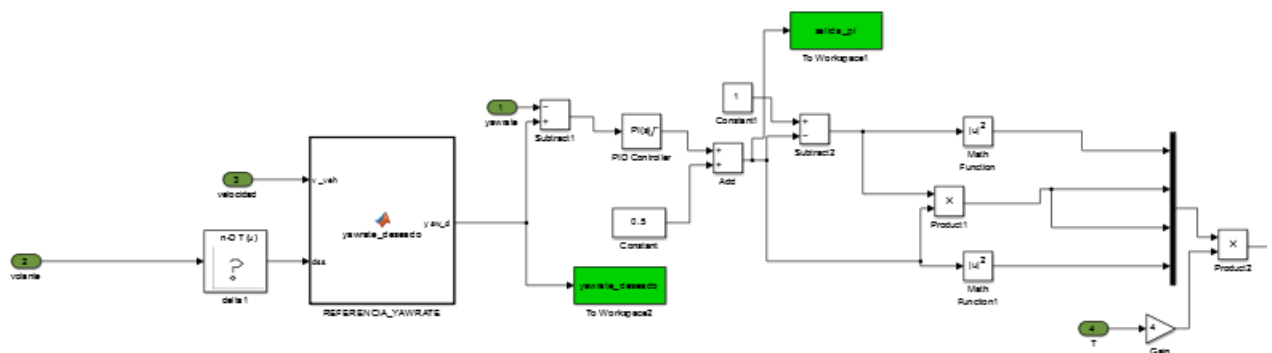 salida_pi
To Workspace1
1
yawrate
−
+
Subtract1
PI(s)
PID Controller
1
Constant1
+
+
Add
+
−
Subtract2
|u|²
Math
Function
×
Product1
|u|²
Math
Function1
×
Product2
3
velocidad
v_veh
yawrate_deseado
yaw_d
REFERENCIA_YAWRATE
0.5
Constant
2
volante
n-D T(u)
?
delta1
yawrate_deseado
To Workspace2
4
T
4
Gain